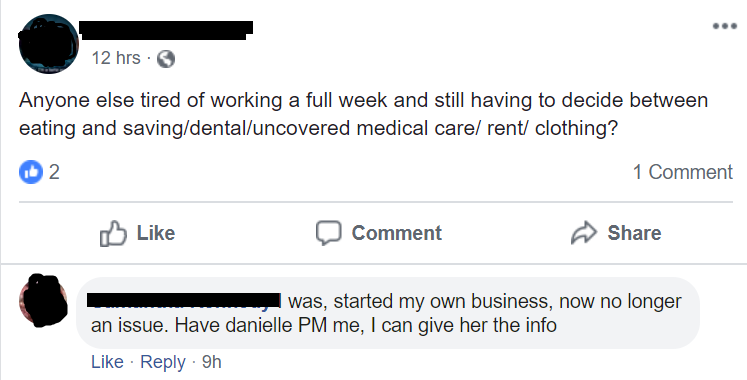 12 hrs ·
Anyone else tired of working a full week and still having to decide between
eating and saving/dental/uncovered medical care/ rent/ clothing?
2
1 Comment
Like
Comment
Share
I was, started my own business, now no longer
an issue. Have danielle PM me, I can give her the info
Like · Reply · 9h